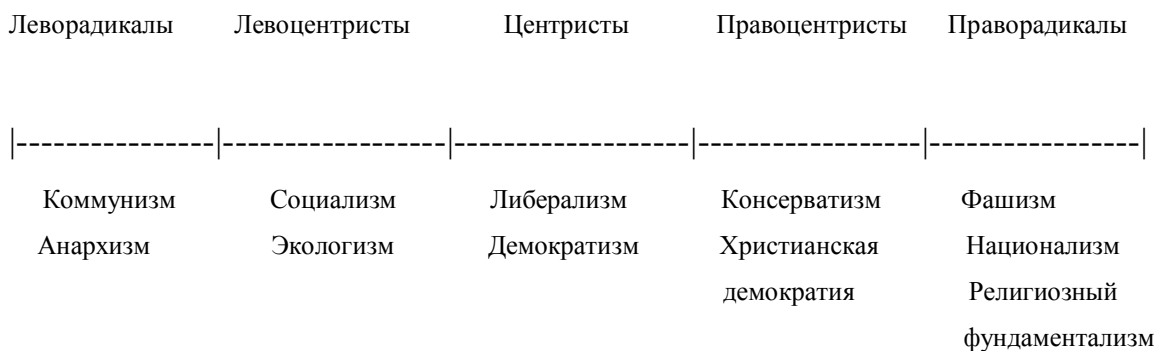 Леворадикалы Левоцентристы Центристы Правоцентристы Праворадикалы
|----------------|------------------|-------------------|------------------|-----------------|
Коммунизм Социализм Либерализм Консерватизм Фашизм
Анархизм Экологизм Демократизм Христианская Национализм
демократия Религиозный
фундаментализм